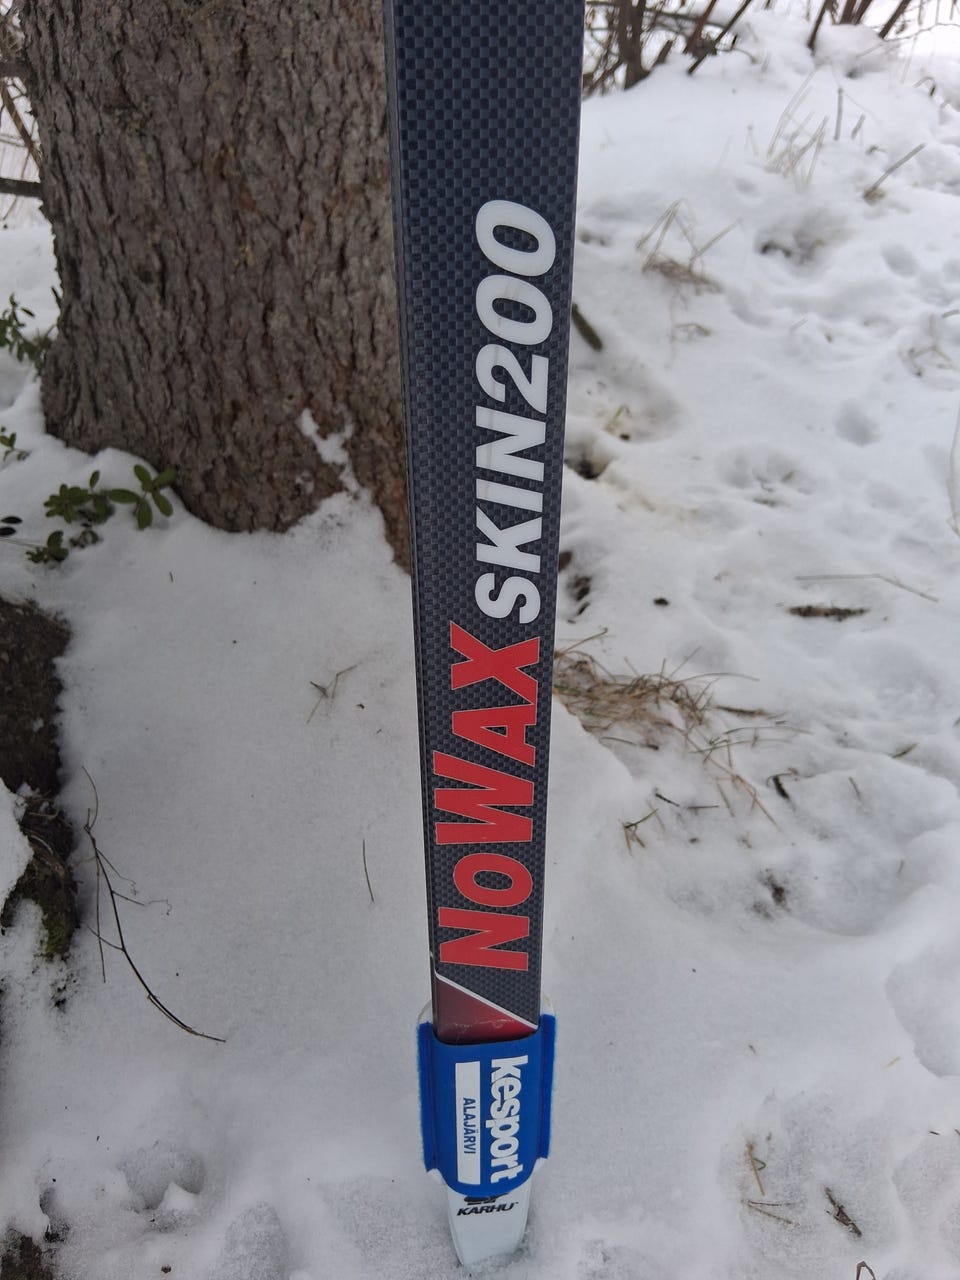 NoWAX SKIN200
kesport
ALAJÄRVI
KARHU